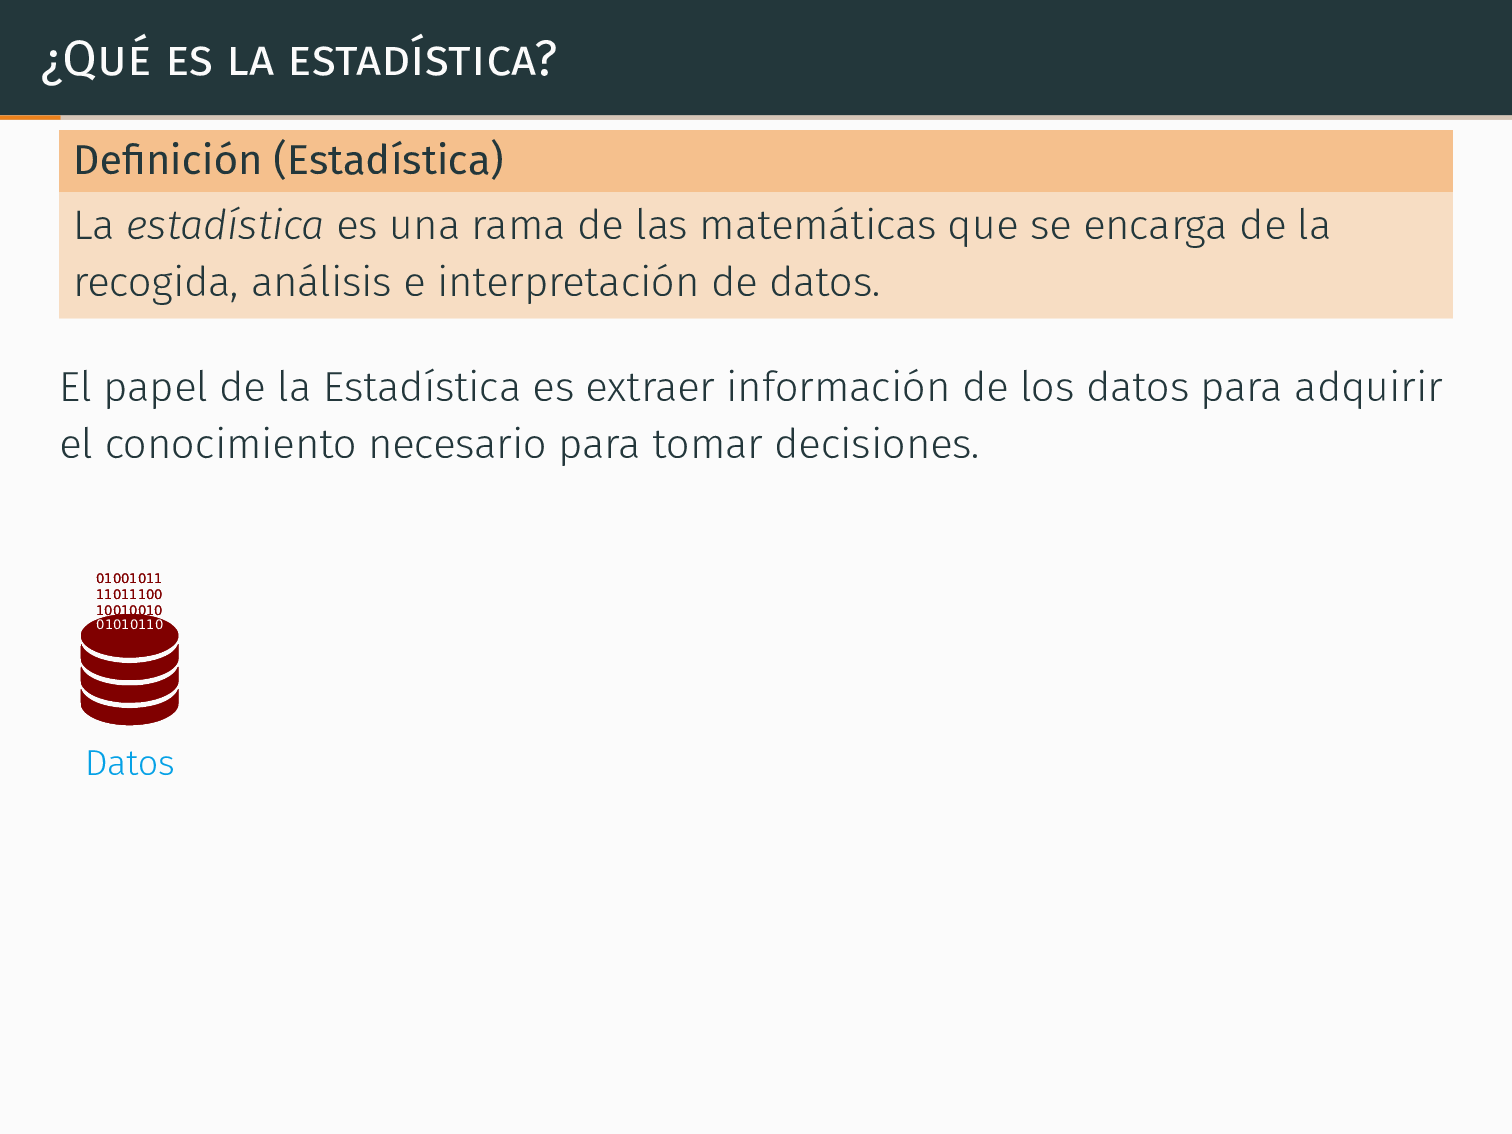 ¿Qué es la estadística?
Definición (Estadística)
La estadística es una rama de las matemáticas que se encarga de la
recogida, análisis e interpretación de datos.
El papel de la Estadística es extraer información de los datos para adquirir
el conocimiento necesario para tomar decisiones.
01001011
11011100
10010010
01010110
Datos